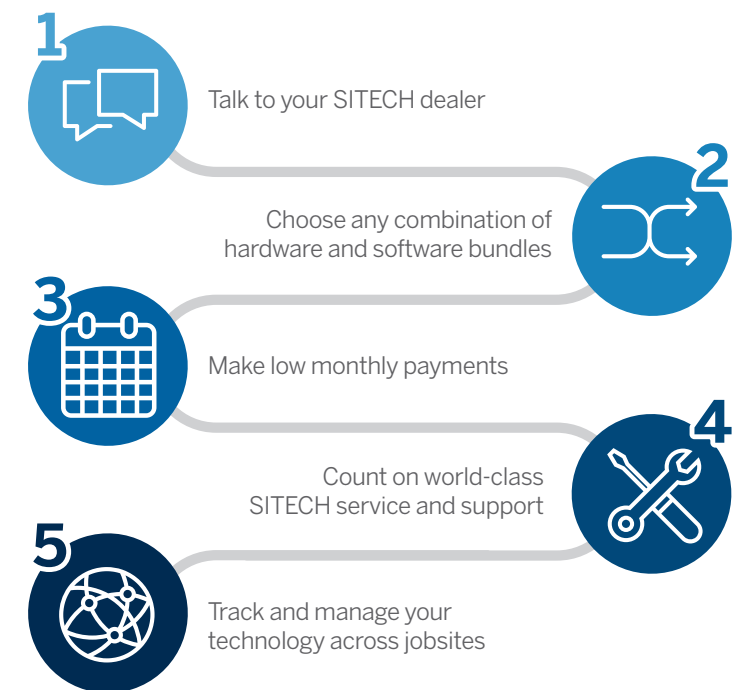 1
Talk to your SITECH dealer
2
Choose any combination of
hardware and software bundles
3
Make low monthly payments
4
Count on world-class
SITECH service and support
5
Track and manage your
technology across jobsites